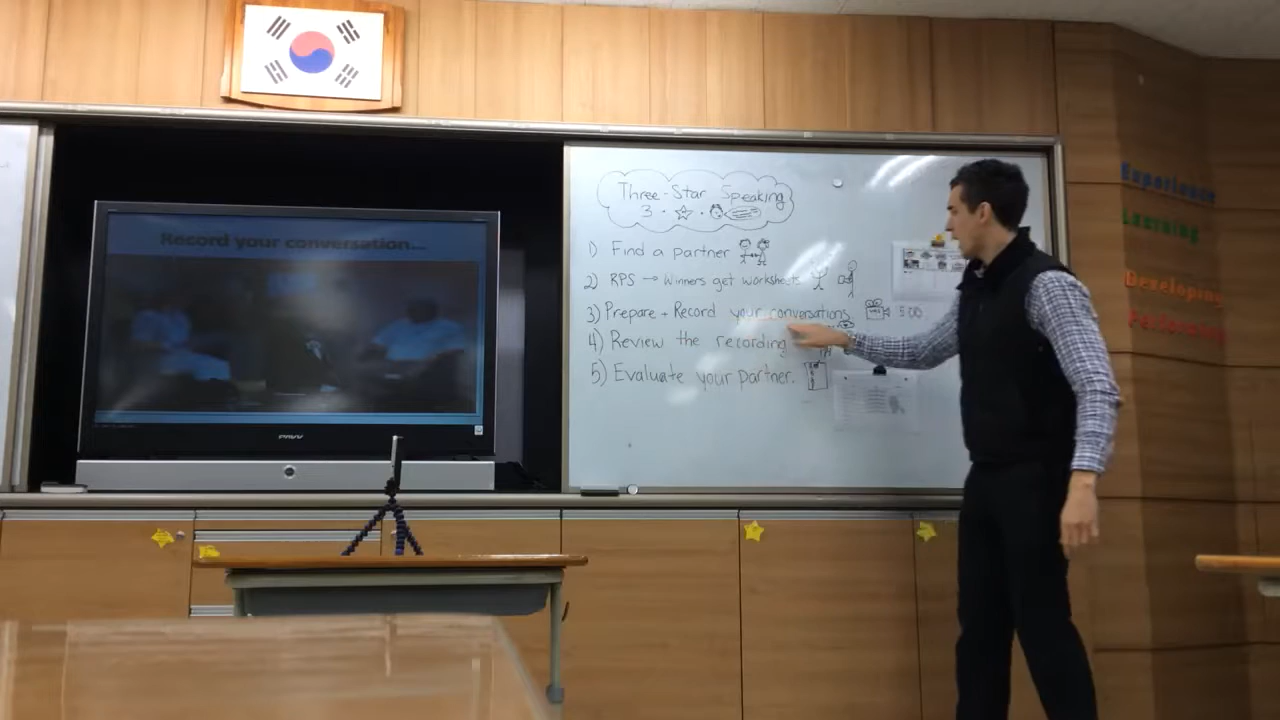 Record your conversation...
Three-Star Speaking
3
1) Find a partner
2) RPS → Winners get worksheets
3) Prepare + Record your conversations 5:00
4) Review the recording
5) Evaluate your partner.
Experience
Learning
Developing
Performing